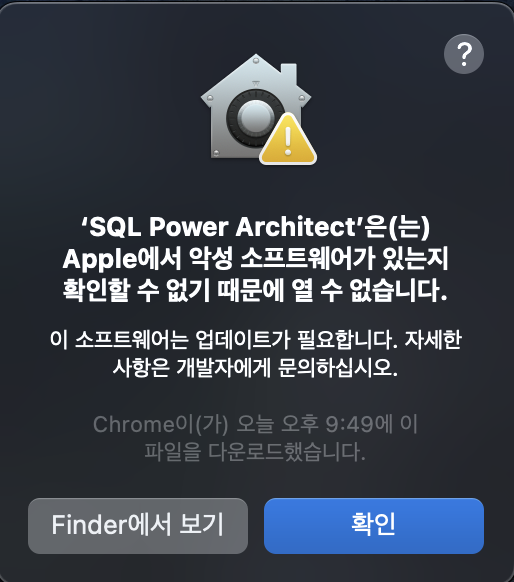 ?
‘SQL Power Architect’은(는)
Apple에서 악성 소프트웨어가 있는지
확인할 수 없기 때문에 열 수 없습니다.
이 소프트웨어는 업데이트가 필요합니다. 자세한
사항은 개발자에게 문의하십시오.
Chrome이(가) 오늘 오후 9:49에 이
파일을 다운로드했습니다.
Finder에서 보기
확인